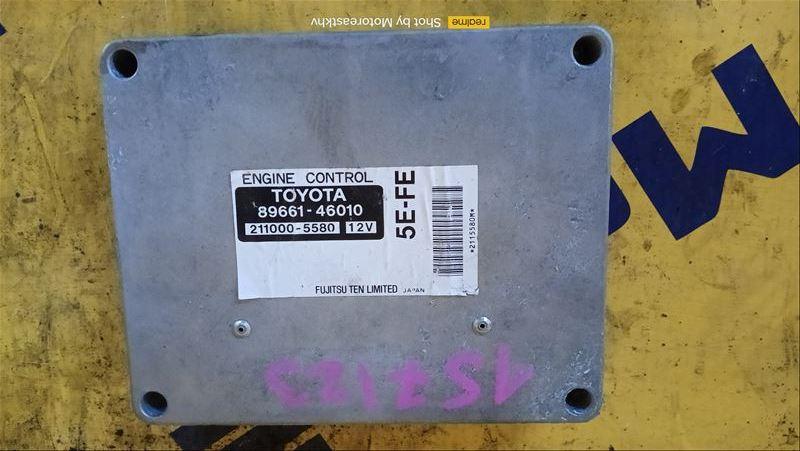 realme Shot by Motoreastkhv
ENGINE CONTROL
TOYOTA
89661-46010
211000-5580 12V
5E-FE
*2115580M*
FUJITSU TEN LIMITED JAPAN
157123